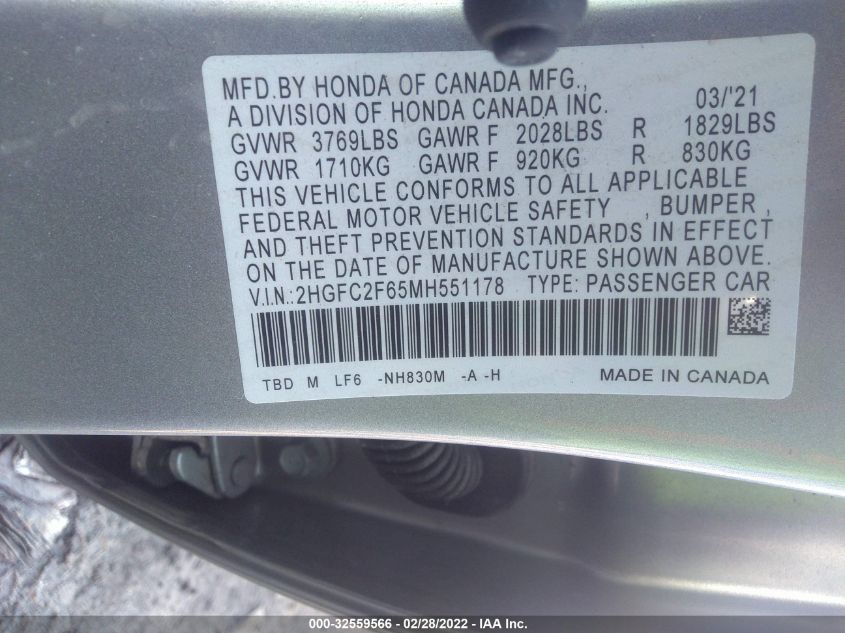 MFD.BY HONDA OF CANADA MFG.,
A DIVISION OF HONDA CANADA INC. 03/'21
GVWR 3769LBS GAWR F 2028LBS R 1829LBS
GVWR 1710KG GAWR F 920KG R 830KG
THIS VEHICLE CONFORMS TO ALL APPLICABLE
FEDERAL MOTOR VEHICLE SAFETY , BUMPER ,
AND THEFT PREVENTION STANDARDS IN EFFECT
ON THE DATE OF MANUFACTURE SHOWN ABOVE.
V.I.N.:2HGFC2F65MH551178 TYPE: PASSENGER CAR
TBD M LF6 -NH830M -A -H MADE IN CANADA
000-32559566 - 02/28/2022 - IAA Inc.